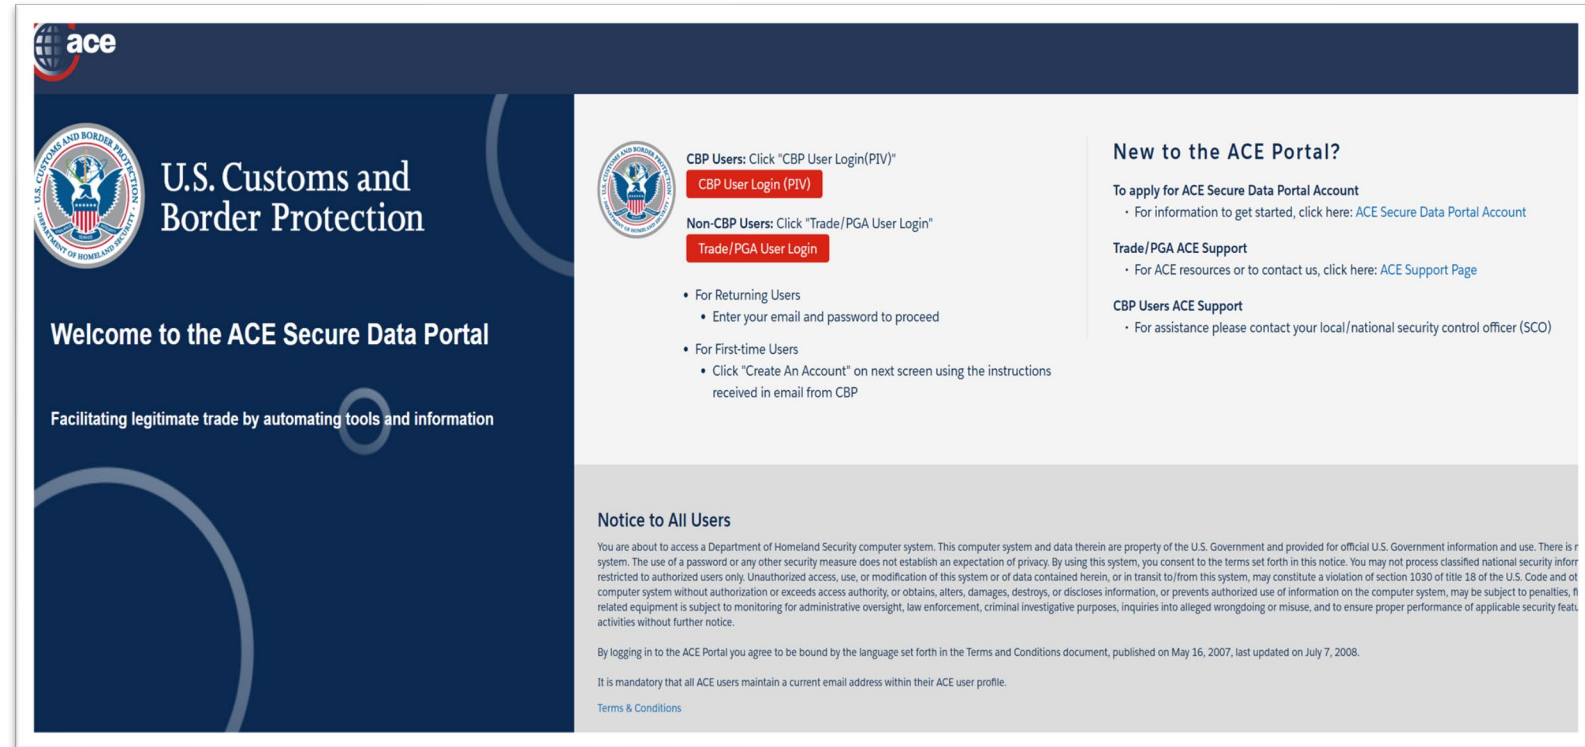 ace
U.S. CUSTOMS AND BORDER PROTECTION
DEPARTMENT OF HOMELAND SECURITY
U.S. Customs and
Border Protection
Welcome to the ACE Secure Data Portal
Facilitating legitimate trade by automating tools and information
CBP Users: Click "CBP User Login(PIV)"
CBP User Login (PIV)
Non-CBP Users: Click "Trade/PGA User Login"
Trade/PGA User Login
• For Returning Users
• Enter your email and password to proceed
• For First-time Users
• Click "Create An Account" on next screen using the instructions
received in email from CBP
New to the ACE Portal?
To apply for ACE Secure Data Portal Account
• For information to get started, click here: ACE Secure Data Portal Account
Trade/PGA ACE Support
• For ACE resources or to contact us, click here: ACE Support Page
CBP Users ACE Support
• For assistance please contact your local/national security control officer (SCO)
Notice to All Users
You are about to access a Department of Homeland Security computer system. This computer system and data therein are property of the U.S. Government and provided for official U.S. Government information and use. There is
system. The use of a password or any other security measure does not establish an expectation of privacy. By using this system, you consent to the terms set forth in this notice. You may not process classified national security
restricted to authorized users only. Unauthorized access, use, or modification of this system or of data contained herein, or in transit to/from this system, may constitute a violation of section 1030 of title 18 of the U.S. Code and
computer system without authorization or exceeds access authority, or obtains, alters, damages, destroys, or discloses information, or prevents authorized use of information on the computer system, may be subject to penalties,
related equipment is subject to monitoring for administrative oversight, law enforcement, criminal investigative purposes, inquiries into alleged wrongdoing or misuse, and to ensure proper performance of applicable security
activities without further notice.
By logging in to the ACE Portal you agree to be bound by the language set forth in the Terms and Conditions document, published on May 16, 2007, last updated on July 7, 2008.
It is mandatory that all ACE users maintain a current email address within their ACE user profile.
Terms & Conditions